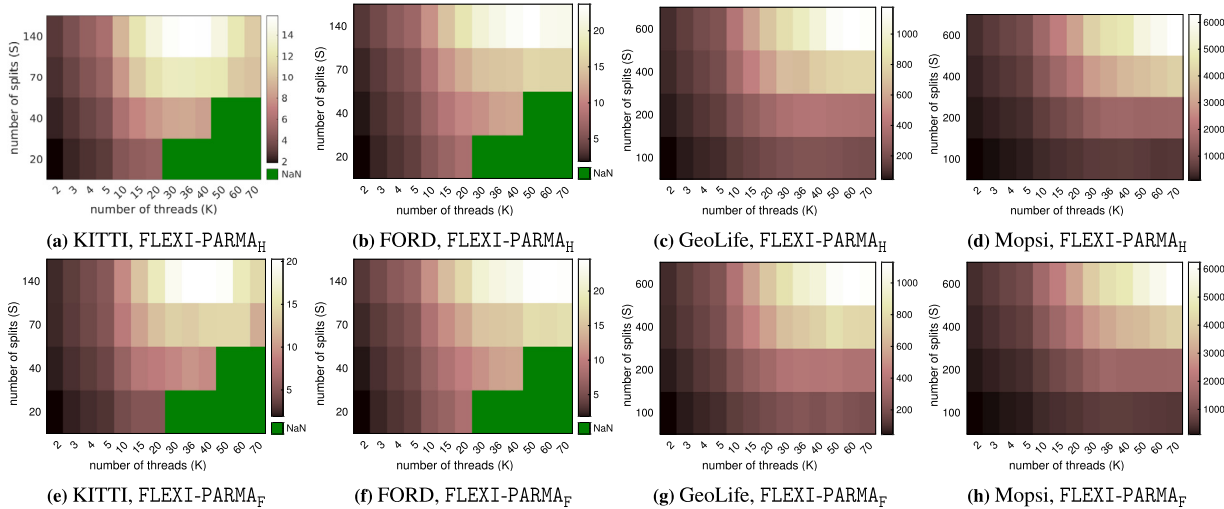 140
70
40
20
number of splits (S)
2 3 4 5 10 15 20 30 36 40 50 60 70
number of threads (K)
14
12
10
8
6
4
2
NaN
(a) KITTI, FLEXI-PARMA_H
140
70
40
20
number of splits (S)
2 3 4 5 10 15 20 30 36 40 50 60 70
number of threads (K)
20
15
10
5
NaN
(b) FORD, FLEXI-PARMA_H
600
400
200
100
number of splits (S)
2 3 4 5 10 15 20 30 36 40 50 60 70
number of threads (K)
1000
800
600
400
200
(c) GeoLife, FLEXI-PARMA_H
600
400
200
100
number of splits (S)
2 3 4 5 10 15 20 30 36 40 50 60 70
number of threads (K)
6000
5000
4000
3000
2000
1000
(d) Mopsi, FLEXI-PARMA_H
140
70
40
20
number of splits (S)
2 3 4 5 10 15 20 30 36 40 50 60 70
number of threads (K)
20
15
10
5
NaN
(e) KITTI, FLEXI-PARMA_F
140
70
40
20
number of splits (S)
2 3 4 5 10 15 20 30 36 40 50 60 70
number of threads (K)
20
15
10
5
NaN
(f) FORD, FLEXI-PARMA_F
600
400
200
100
number of splits (S)
2 3 4 5 10 15 20 30 36 40 50 60 70
number of threads (K)
1000
800
600
400
200
(g) GeoLife, FLEXI-PARMA_F
600
400
200
100
number of splits (S)
2 3 4 5 10 15 20 30 36 40 50 60 70
number of threads (K)
6000
5000
4000
3000
2000
1000
(h) Mopsi, FLEXI-PARMA_F